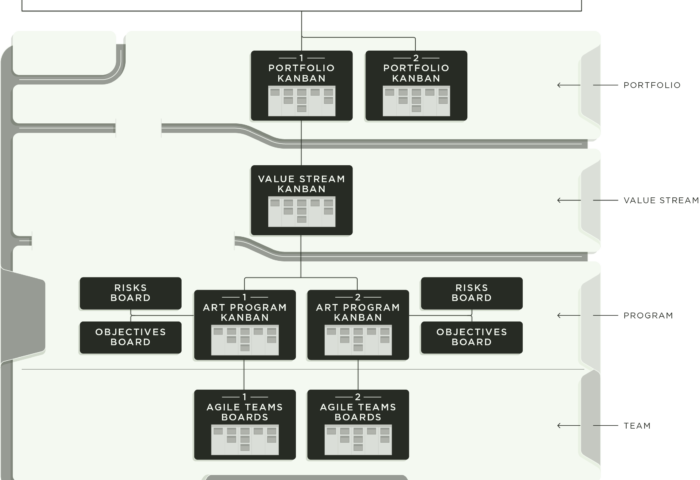 1
PORTFOLIO
KANBAN
2
PORTFOLIO
KANBAN
PORTFOLIO
VALUE STREAM
KANBAN
VALUE STREAM
RISKS
BOARD
OBJECTIVES
BOARD
1
ART PROGRAM
KANBAN
2
ART PROGRAM
KANBAN
RISKS
BOARD
OBJECTIVES
BOARD
PROGRAM
1
AGILE TEAMS
BOARDS
2
AGILE TEAMS
BOARDS
TEAM